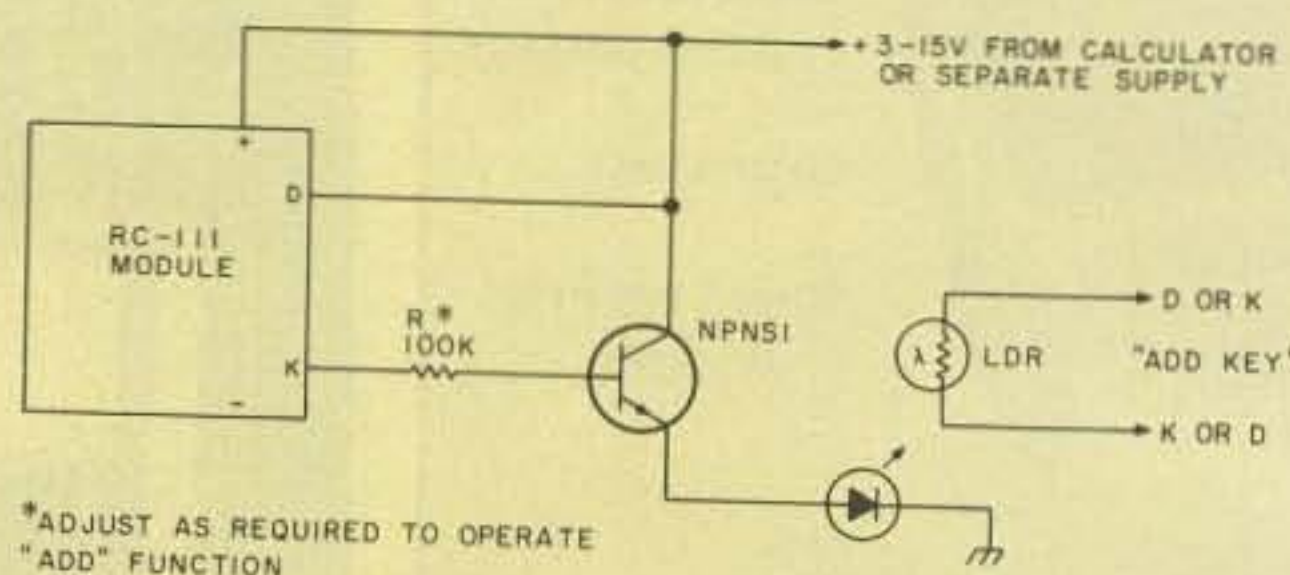 + 3-15V FROM CALCULATOR
OR SEPARATE SUPPLY
+
D
RC-111
MODULE
R *
100K
NPNSI
K
-
λ
LDR
D OR K
"ADD KEY"
K OR D
*ADJUST AS REQUIRED TO OPERATE
"ADD" FUNCTION